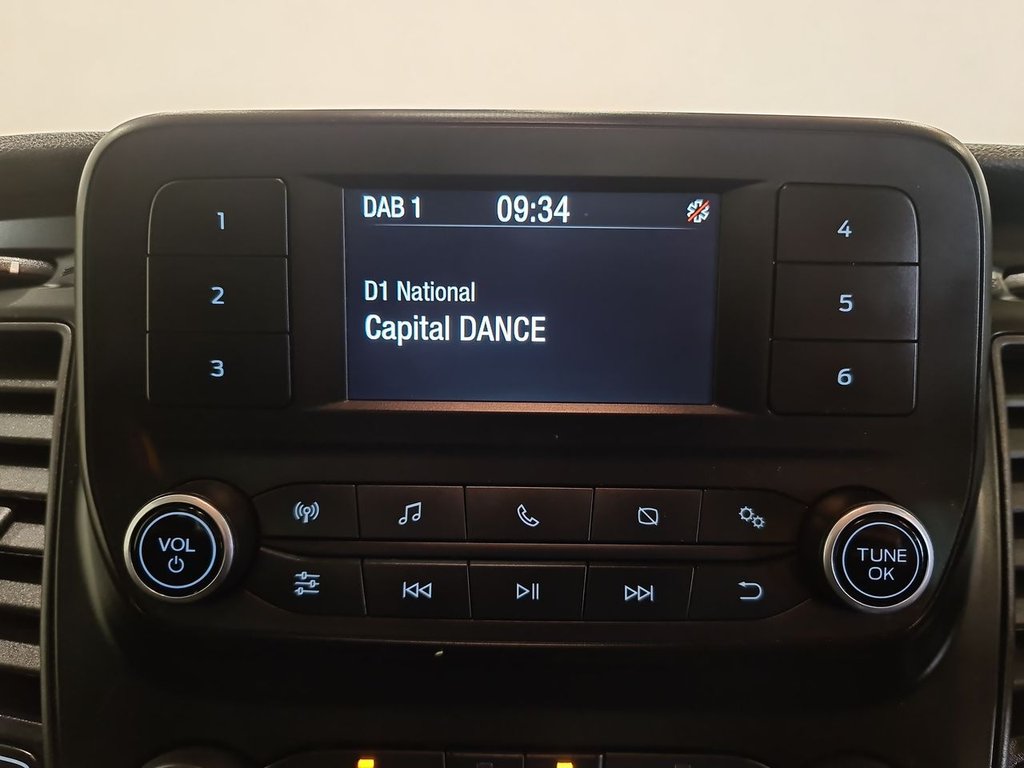 DAB 1 09:34
D1 National
Capital DANCE
1
2
3
4
5
6
VOL
TUNE
OK